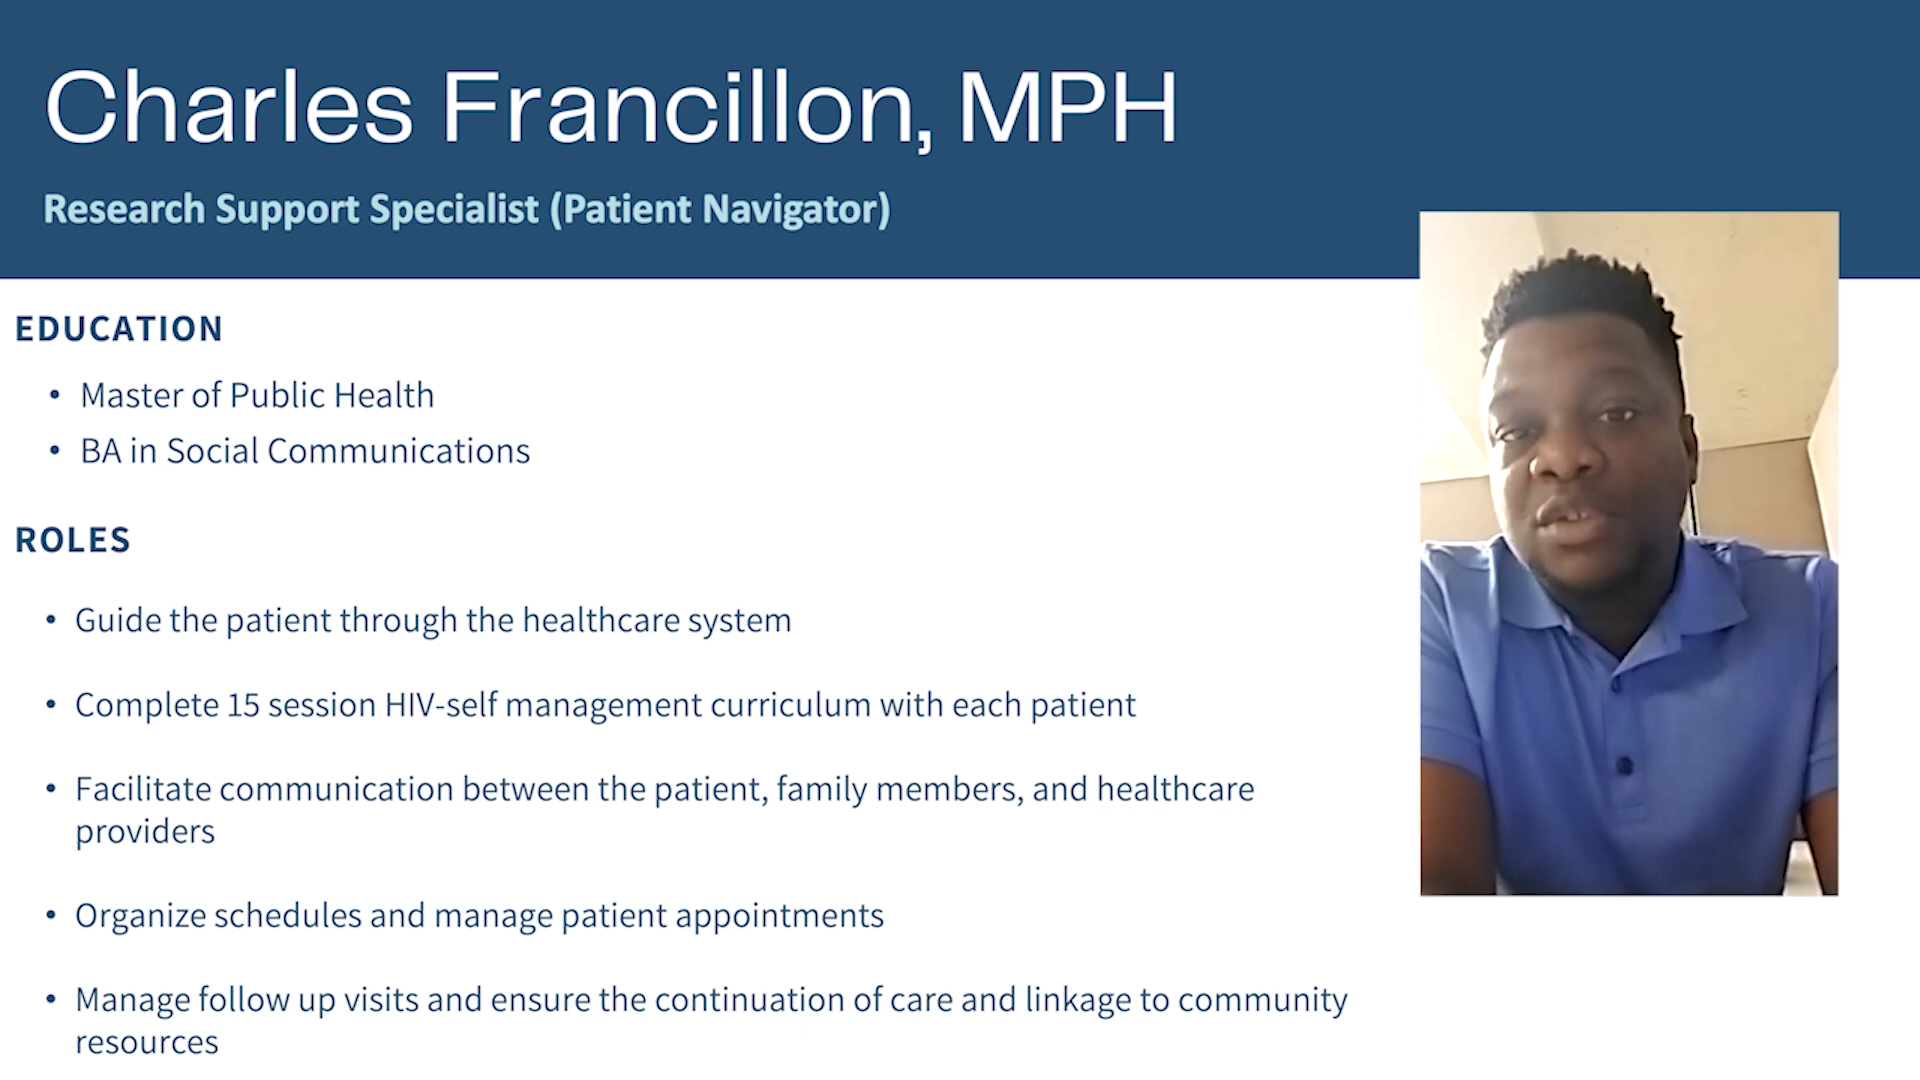 Charles Francillon, MPH
Research Support Specialist (Patient Navigator)
EDUCATION
• Master of Public Health
• BA in Social Communications
ROLES
• Guide the patient through the healthcare system
• Complete 15 session HIV-self management curriculum with each patient
• Facilitate communication between the patient, family members, and healthcare
providers
• Organize schedules and manage patient appointments
• Manage follow up visits and ensure the continuation of care and linkage to community
resources